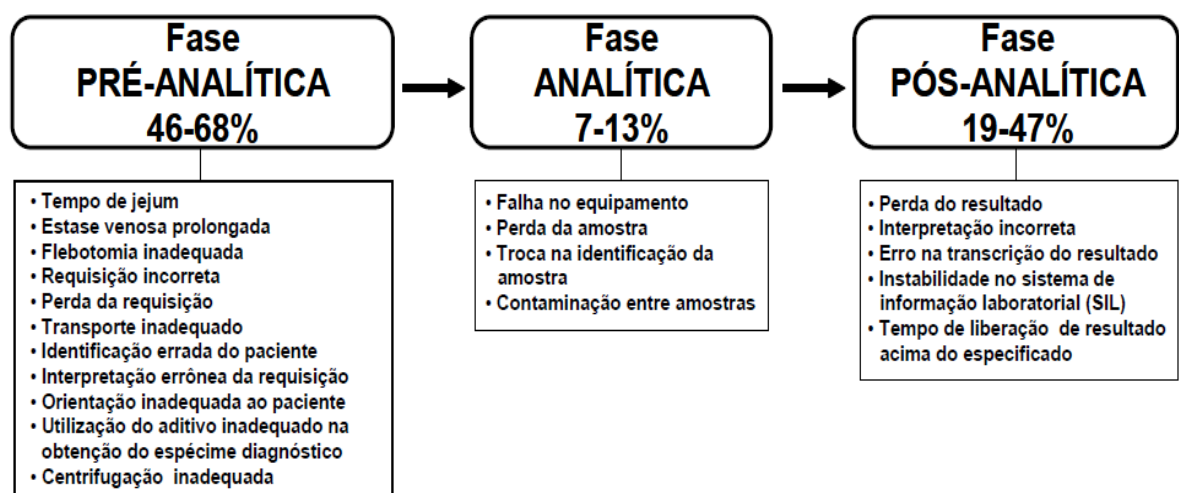 Fase
PRÉ-ANALÍTICA
46-68%
Fase
ANALÍTICA
7-13%
Fase
PÓS-ANALÍTICA
19-47%
• Tempo de jejum
• Estase venosa prolongada
• Flebotomia inadequada
• Requisição incorreta
• Perda da requisição
• Transporte inadequado
• Identificação errada do paciente
• Interpretação errônea da requisição
• Orientação inadequada ao paciente
• Utilização do aditivo inadequado na
obtenção do espécime diagnóstico
• Centrifugação inadequada
• Falha no equipamento
• Perda da amostra
• Troca na identificação da
amostra
• Contaminação entre amostras
• Perda do resultado
• Interpretação incorreta
• Erro na transcrição do resultado
• Instabilidade no sistema de
informação laboratorial (SIL)
• Tempo de liberação de resultado
acima do especificado